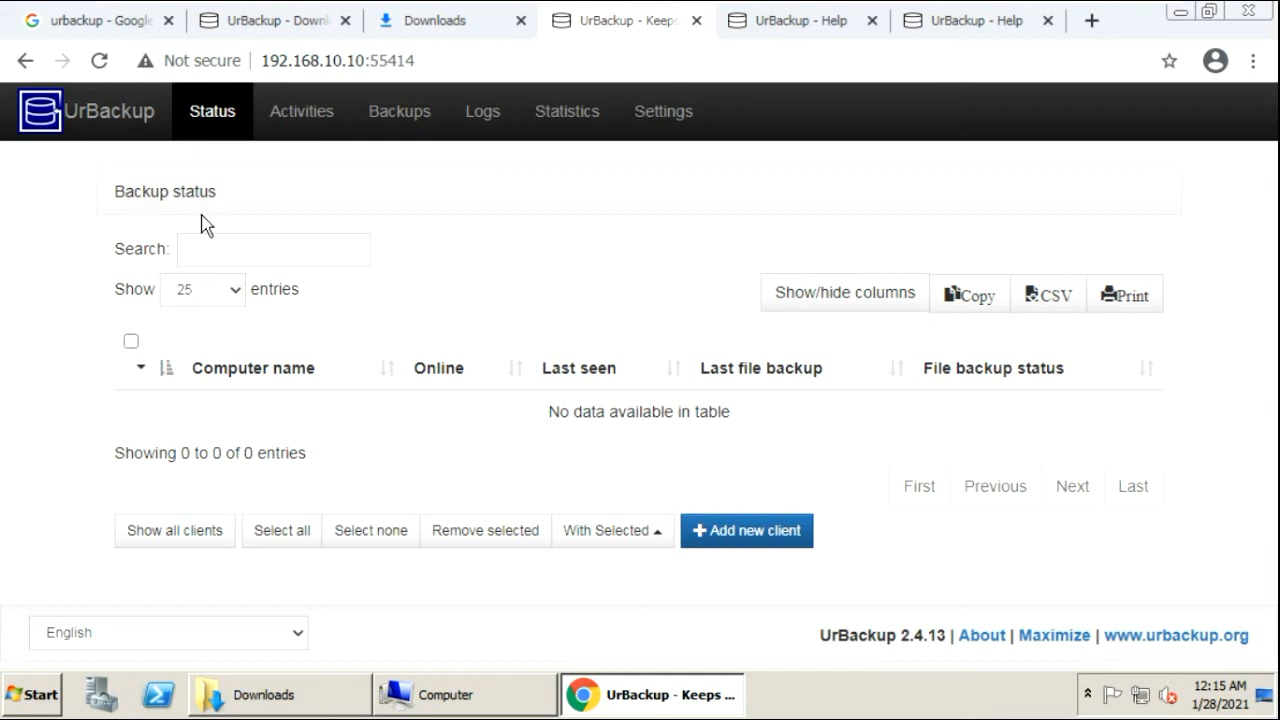 urbackup - Google
UrBackup - Downl
Downloads
UrBackup - Keeps
UrBackup - Help
UrBackup - Help
Not secure
192.168.10.10:55414
UrBackup
Status
Activities
Backups
Logs
Statistics
Settings
Backup status
Search:
Show 25 entries
Show/hide columns
Copy
CSV
Print
Computer name
Online
Last seen
Last file backup
File backup status
No data available in table
Showing 0 to 0 of 0 entries
First
Previous
Next
Last
Show all clients
Select all
Select none
Remove selected
With Selected
+ Add new client
English
UrBackup 2.4.13 | About | Maximize | www.urbackup.org
Start
Downloads
Computer
UrBackup - Keeps ...
12:15 AM
1/28/2021